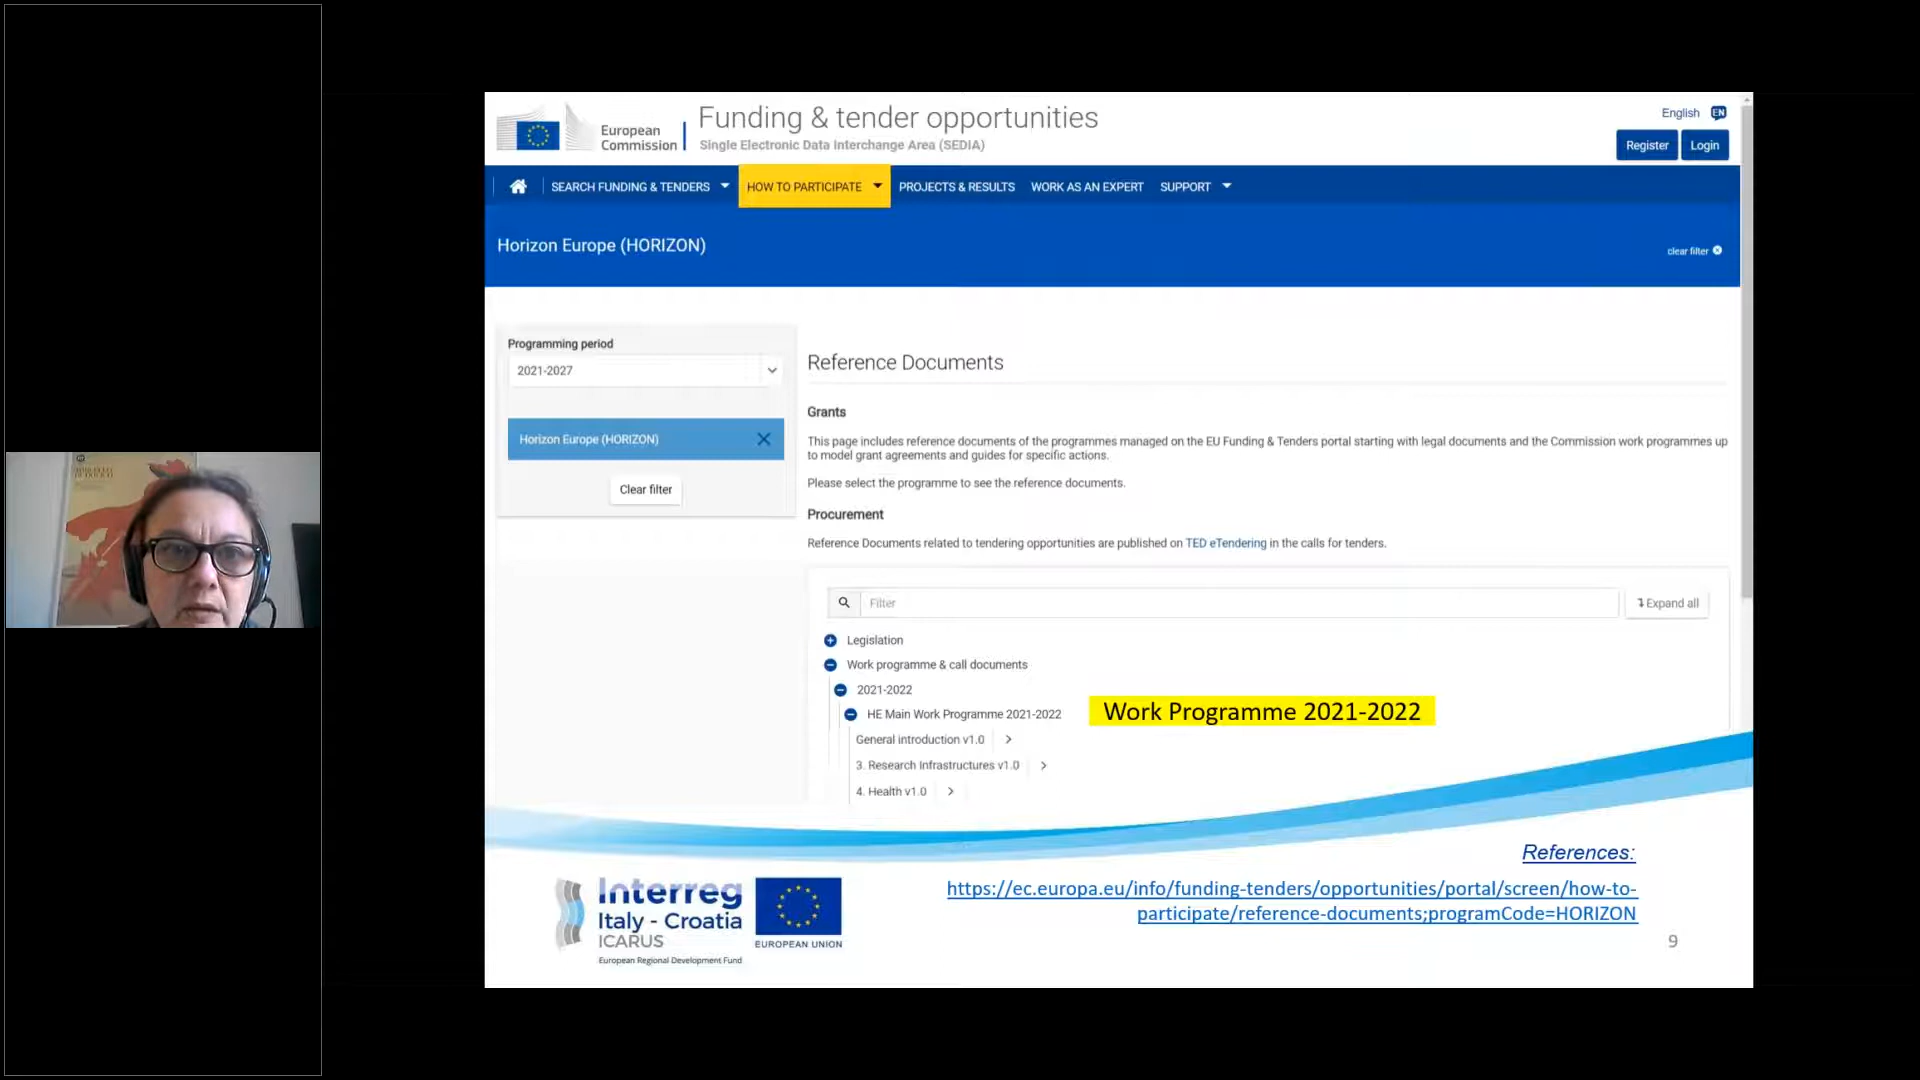 European
Commission
Funding & tender opportunities
Single Electronic Data Interchange Area (SEDIA)
English EN
Register Login
SEARCH FUNDING & TENDERS HOW TO PARTICIPATE PROJECTS & RESULTS WORK AS AN EXPERT SUPPORT
Horizon Europe (HORIZON)
clear filter
Programming period
2021-2027
Horizon Europe (HORIZON)
Clear filter
Reference Documents
Grants
This page includes reference documents of the programmes managed on the EU Funding & Tenders portal starting with legal documents and the Commission work programmes up
to model grant agreements and guides for specific actions.
Please select the programme to see the reference documents.
Procurement
Reference Documents related to tendering opportunities are published on TED eTendering in the calls for tenders.
Filter
Expand all
Legislation
Work programme & call documents
2021-2022
HE Main Work Programme 2021-2022
Work Programme 2021-2022
General introduction v1.0
3. Research Infrastructures v1.0
4. Health v1.0
References:
https://ec.europa.eu/info/funding-tenders/opportunities/portal/screen/how-to-
participate/reference-documents;programCode=HORIZON
Interreg
Italy - Croatia
ICARUS
European Regional Development Fund
EUROPEAN UNION
9